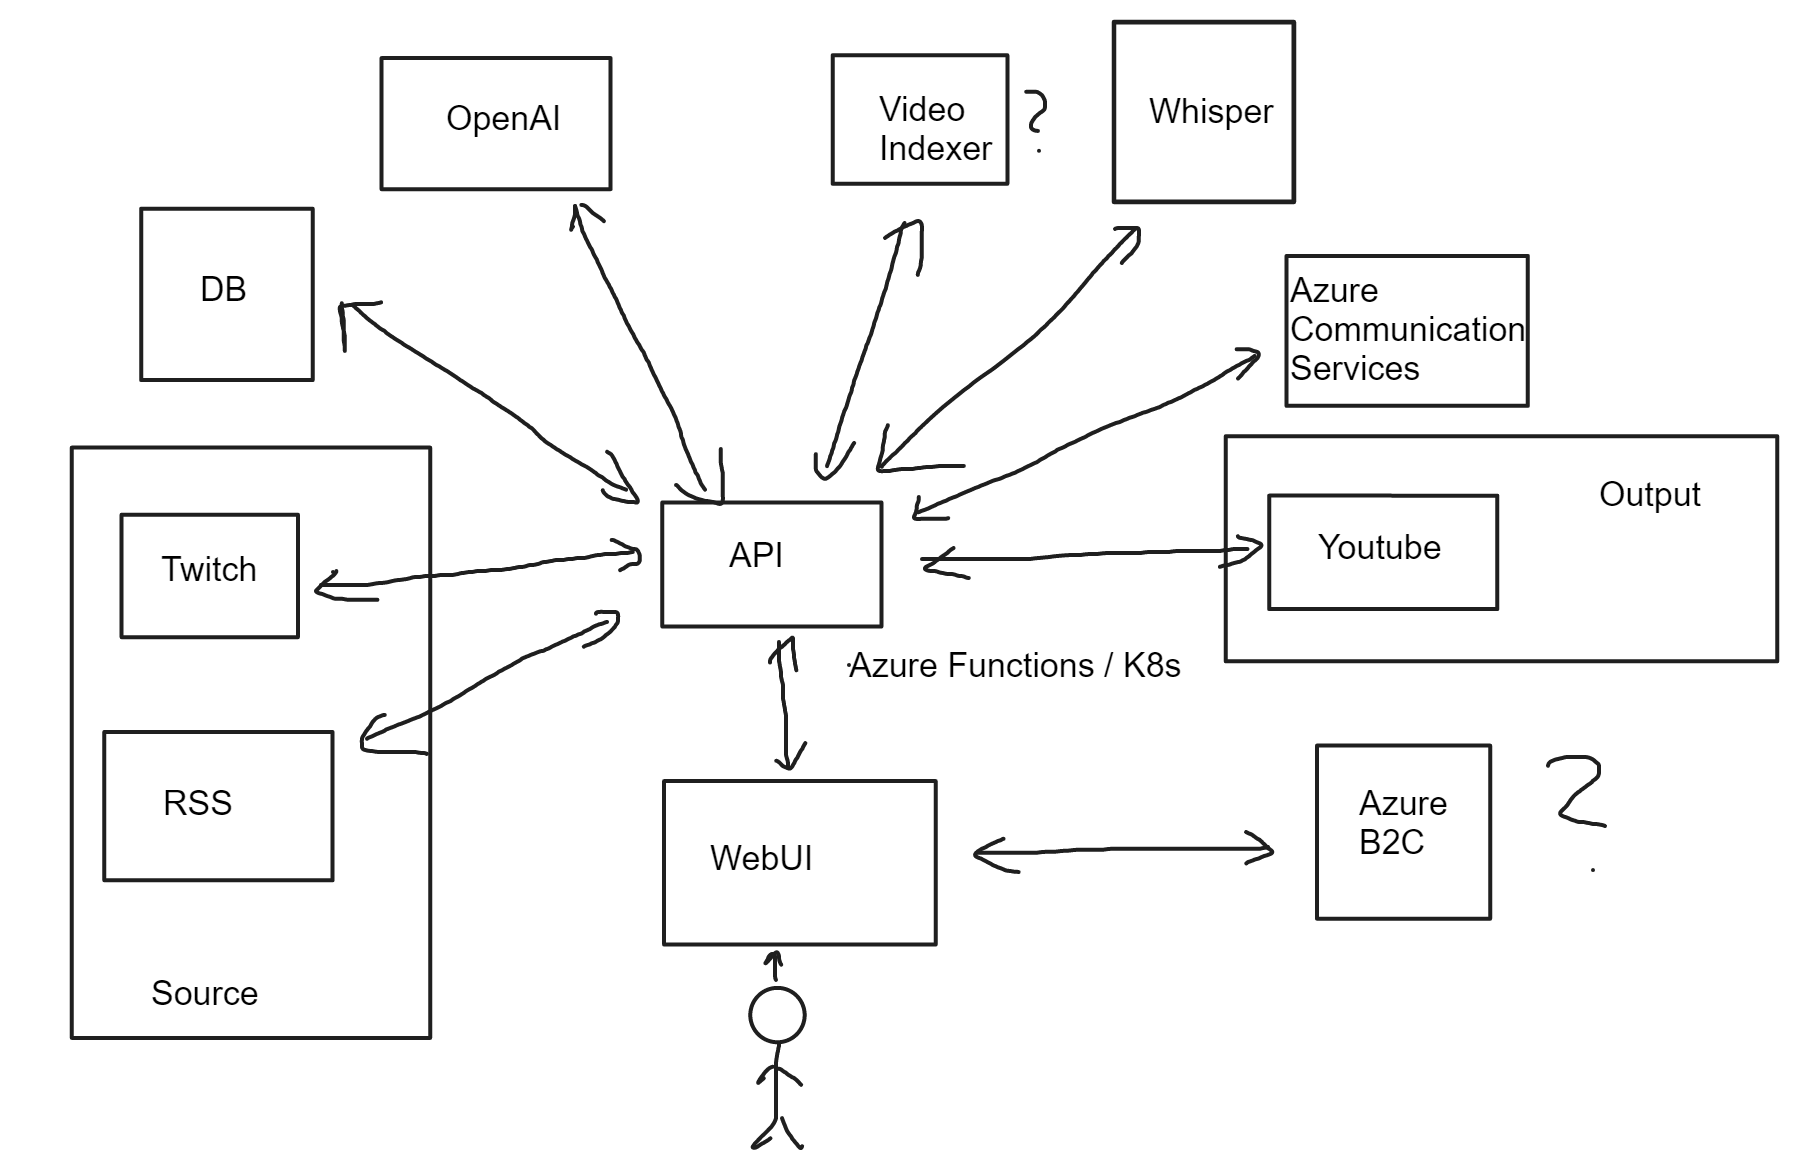 OpenAI
Video
Indexer
?
Whisper
DB
Azure
Communication
Services
Output
Twitch
API
Youtube
Azure Functions / K8s
RSS
WebUI
Azure
B2C
?
Source